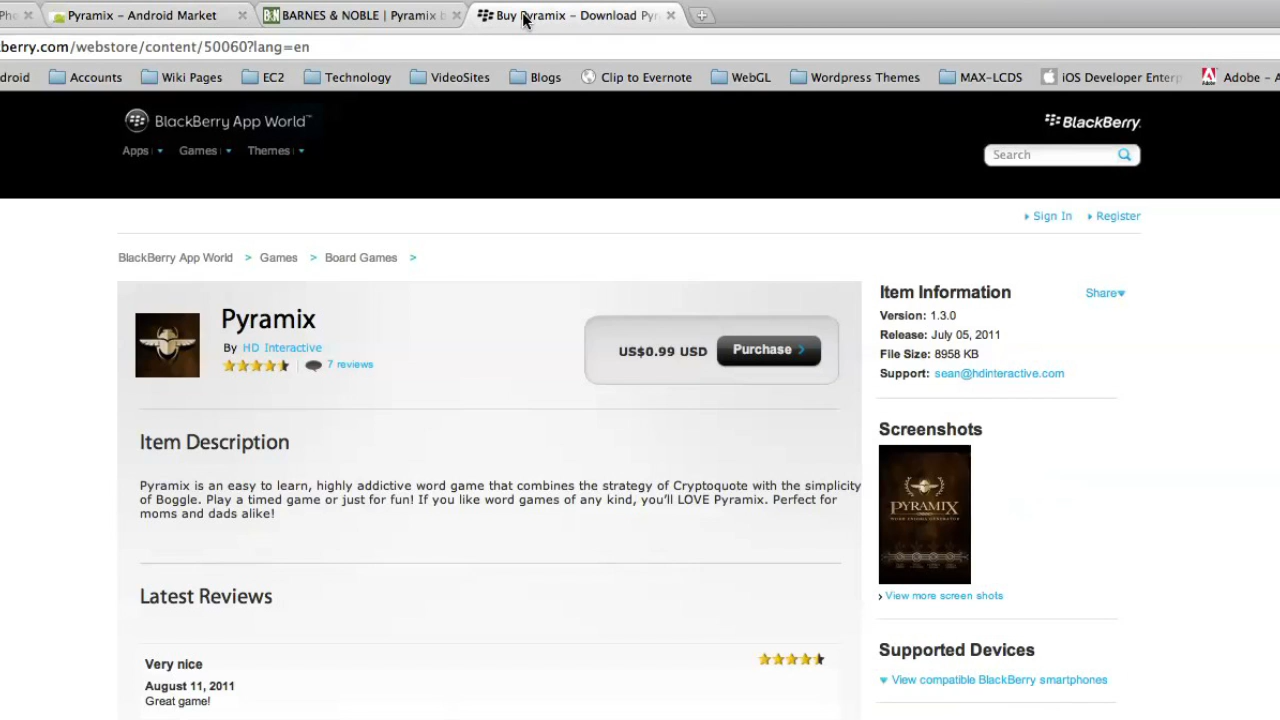 Pyramix – Android Market
BARNES & NOBLE | Pyramix
Buy Pyramix – Download Pyr
berry.com/webstore/content/50060?lang=en
droid
Accounts
Wiki Pages
EC2
Technology
VideoSites
Blogs
Clip to Evernote
WebGL
Wordpress Themes
MAX-LCDS
iOS Developer Enterp
Adobe – A
BlackBerry App World™
BlackBerry.
Apps
Games
Themes
Search
Sign In
Register
BlackBerry App World > Games > Board Games >
Pyramix
By HD Interactive
7 reviews
US$0.99 USD
Purchase
Item Information
Share
Version: 1.3.0
Release: July 05, 2011
File Size: 8958 KB
Support: sean@hdinteractive.com
Item Description
Pyramix is an easy to learn, highly addictive word game that combines the strategy of Cryptoquote with the simplicity
of Boggle. Play a timed game or just for fun! If you like word games of any kind, you'll LOVE Pyramix. Perfect for
moms and dads alike!
Screenshots
PYRAMIX
View more screen shots
Latest Reviews
Very nice
August 11, 2011
Great game!
Supported Devices
View compatible BlackBerry smartphones